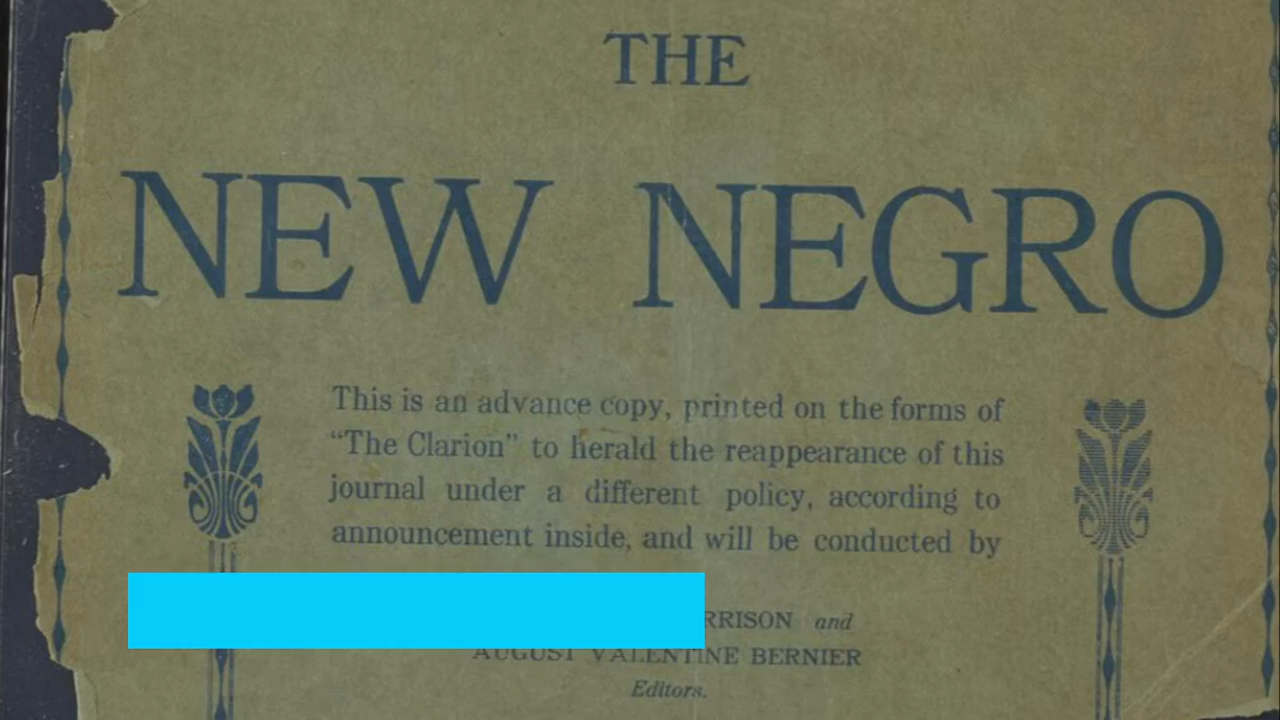 THE
NEW NEGRO
This is an advance copy, printed on the forms of
“The Clarion” to herald the reappearance of this
journal under a different policy, according to
announcement inside, and will be conducted by
and
AUGUST VALENTINE BERNIER
Editors.